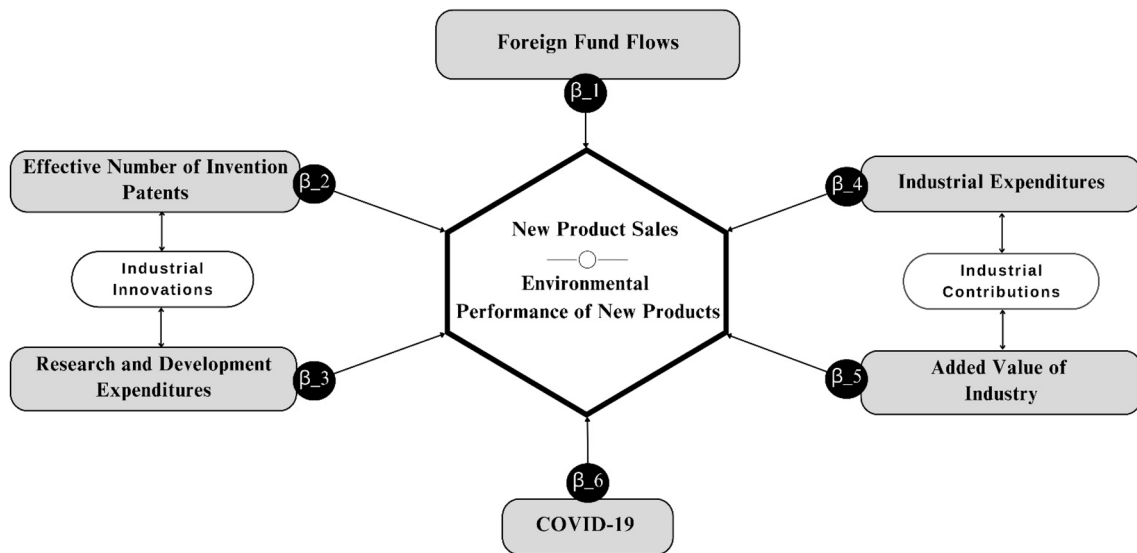 Foreign Fund Flows
β_1
Effective Number of Invention
Patents
β_2
Industrial
Innovations
Research and Development
Expenditures
β_3
New Product Sales
Environmental
Performance of New Products
β_4
Industrial Expenditures
Industrial
Contributions
β_5
Added Value of
Industry
β_6
COVID-19